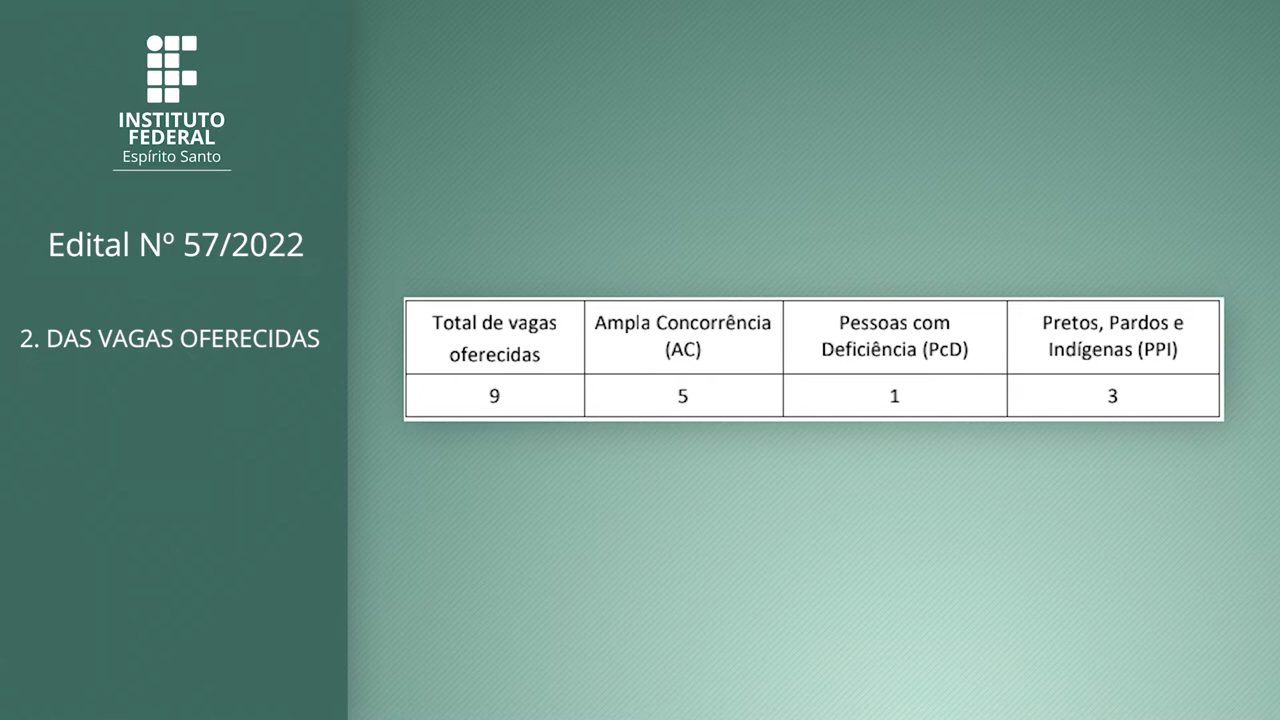 INSTITUTO
FEDERAL
Espírito Santo
Edital Nº 57/2022
2. DAS VAGAS OFERECIDAS
Total de vagas
oferecidas
Ampla Concorrência
(AC)
Pessoas com
Deficiência (PcD)
Pretos, Pardos e
Indígenas (PPI)
9
5
1
3